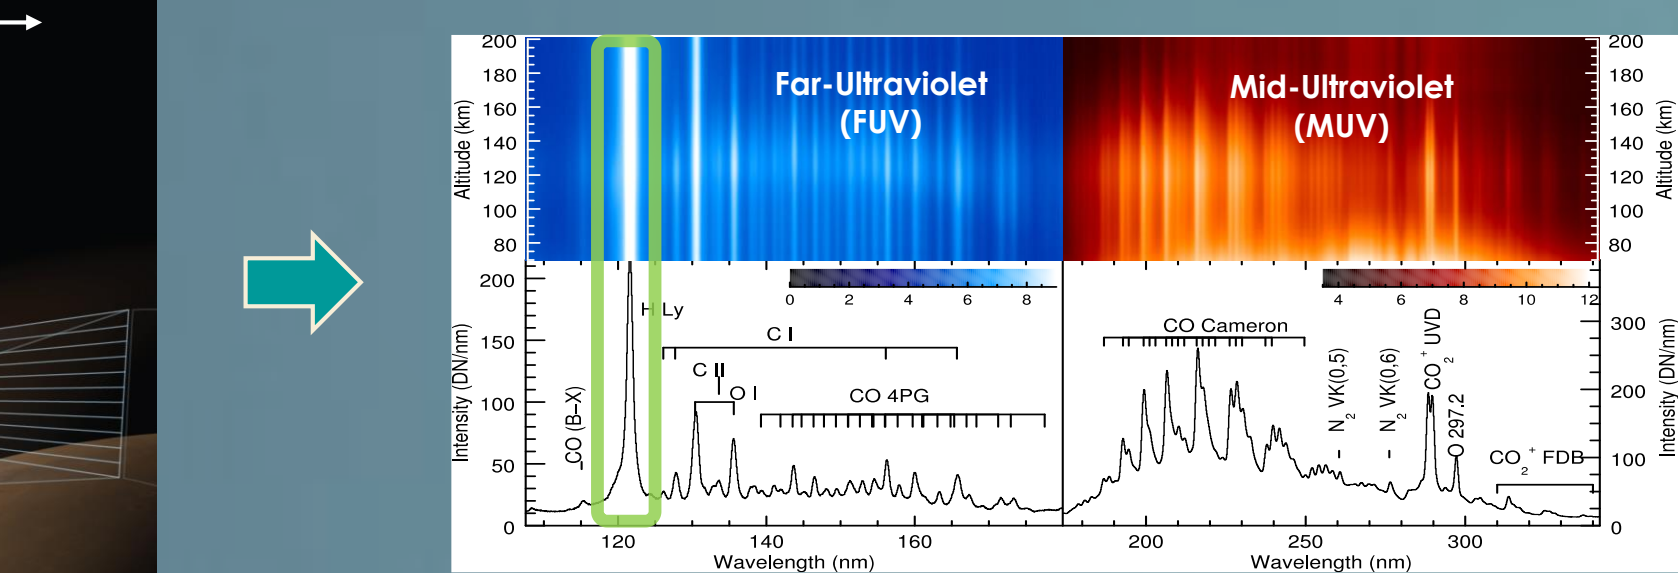 Far-Ultraviolet
(FUV)
Mid-Ultraviolet
(MUV)
Altitude (km)
200
180
160
140
120
100
80
200
180
160
140
120
100
80
Altitude (km)
0 2 4 6 8
4 6 8 10 12
Intensity (DN/nm)
200
150
100
50
0
CO (B–X)
H Ly
C I
C II
O I
CO 4PG
CO Cameron
N₂ VK(0,5)
N₂ VK(0,6)
CO₂⁺ UVD
O 297.2
CO₂⁺ FDB
300
200
100
0
Intensity (DN/nm)
120 140 160
Wavelength (nm)
200 250 300
Wavelength (nm)